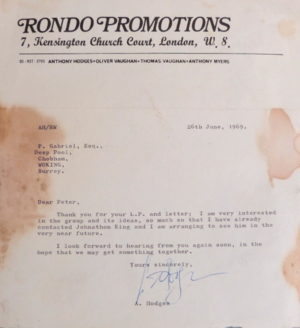 RONDO PROMOTIONS
7, Kensington Church Court, London, W.8.
ANTHONY HODGES•OLIVER VAUGHAN•THOMAS VAUGHAN•ANTHONY MYERS
AH/BW
26th June, 1969.
P. Gabriel, Esq.,
Deep Pool,
Chobham,
WOKING,
Surrey.
Dear Peter,
Thank you for your L.P. and letter; I am very interested
in the group and its ideas, so much so that I have already
contacted Johnathon King and I am arranging to see him in the
very near future.
I look forward to hearing from you again soon, in the
hope that we may get something together.
Yours sincerely,
A. Hodges